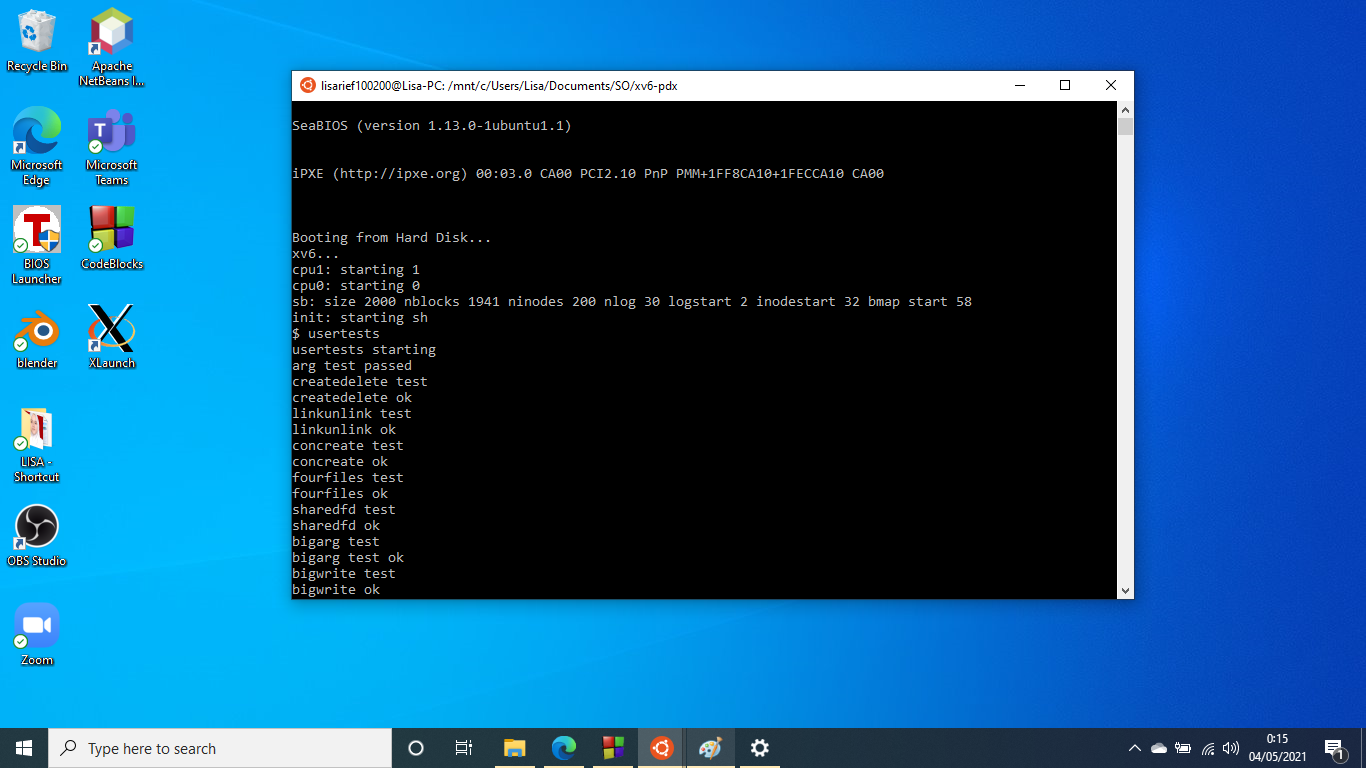 Recycle Bin
Apache
NetBeans I...
Microsoft
Edge
Microsoft
Teams
BIOS
Launcher
CodeBlocks
blender
XLaunch
LISA -
Shortcut
OBS Studio
Zoom
lisarief100200@Lisa-PC: /mnt/c/Users/Lisa/Documents/SO/xv6-pdx
SeaBIOS (version 1.13.0-1ubuntu1.1)
iPXE (http://ipxe.org) 00:03.0 CA00 PCI2.10 PnP PMM+1FF8CA10+1FECCA10 CA00
Booting from Hard Disk...
xv6...
cpu1: starting 1
cpu0: starting 0
sb: size 2000 nblocks 1941 ninodes 200 nlog 30 logstart 2 inodestart 32 bmap start 58
init: starting sh
$ usertests
usertests starting
arg test passed
createdelete test
createdelete ok
linkunlink test
linkunlink ok
concreate test
concreate ok
fourfiles test
fourfiles ok
sharedfd test
sharedfd ok
bigarg test
bigarg test ok
bigwrite test
bigwrite ok
Type here to search
0:15
04/05/2021
1